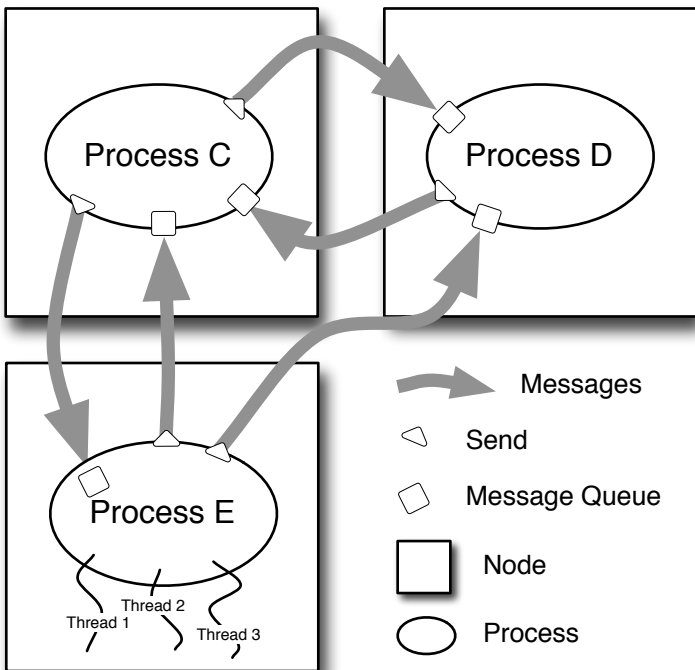 Process C
Process D
Messages
Send
Message Queue
Process E
Node
Thread 2
Thread 1
Thread 3
Process